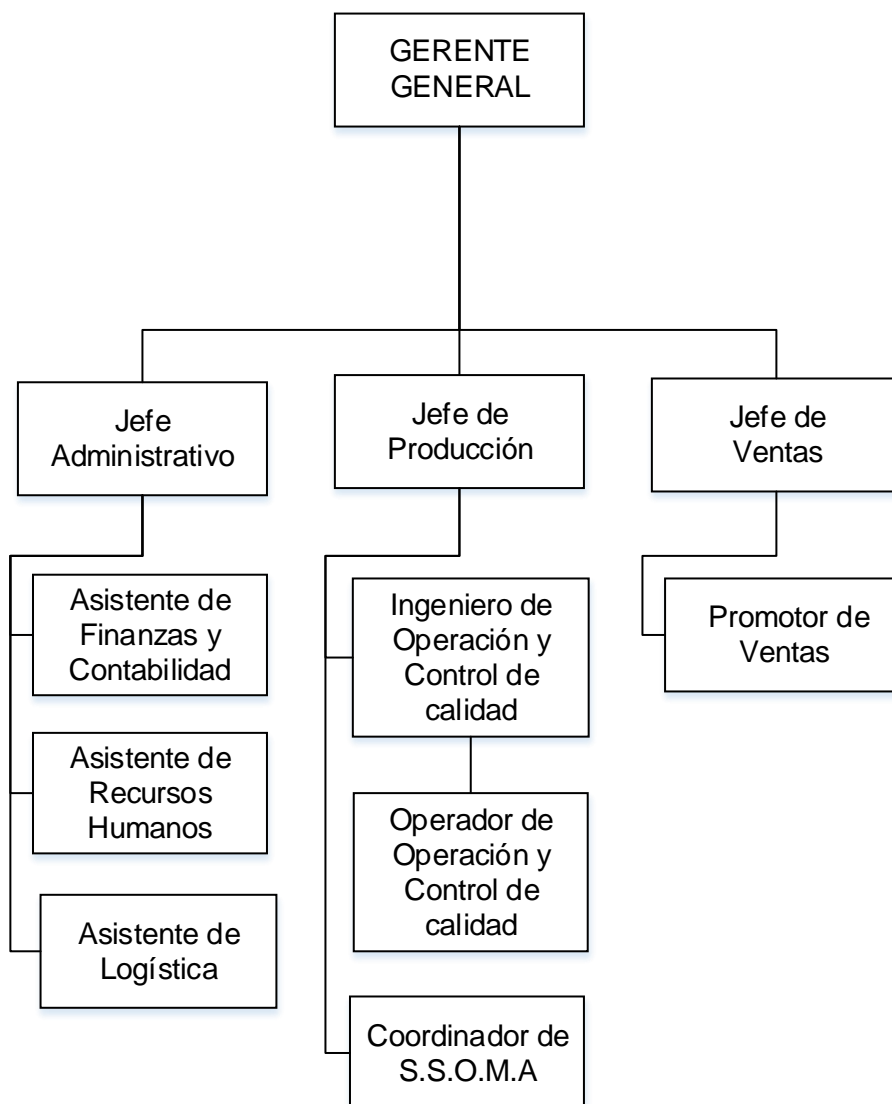 GERENTE
GENERAL
Jefe
Administrativo
Jefe de
Producción
Jefe de
Ventas
Asistente de
Finanzas y
Contabilidad
Asistente de
Recursos
Humanos
Asistente de
Logística
Ingeniero de
Operación y
Control de
calidad
Operador de
Operación y
Control de
calidad
Coordinador de
S.S.O.M.A
Promotor de
Ventas